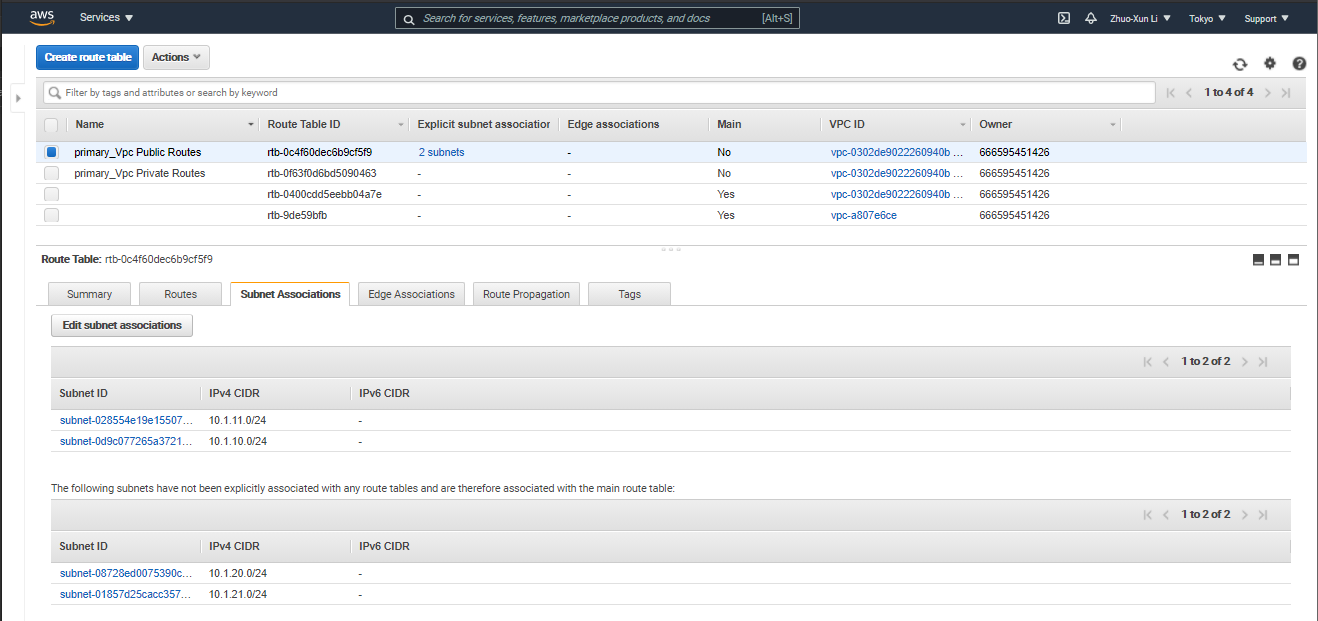 aws Services Search for services, features, marketplace products, and docs [Alt+S] Zhuo-Xun Li Tokyo Support
Create route table Actions
Filter by tags and attributes or search by keyword 1 to 4 of 4
Name Route Table ID Explicit subnet association Edge associations Main VPC ID Owner
primary_Vpc Public Routes rtb-0c4f60dec6b9cf5f9 2 subnets - No vpc-0302de9022260940b ... 666595451426
primary_Vpc Private Routes rtb-0f63f0d6bd5090463 - - No vpc-0302de9022260940b ... 666595451426
rtb-0400cdd5eebb04a7e - - Yes vpc-0302de9022260940b ... 666595451426
rtb-9de59bfb - - Yes vpc-a807e6ce 666595451426
Route Table: rtb-0c4f60dec6b9cf5f9
Summary Routes Subnet Associations Edge Associations Route Propagation Tags
Edit subnet associations
1 to 2 of 2
Subnet ID IPv4 CIDR IPv6 CIDR
subnet-028554e19e15507... 10.1.11.0/24 -
subnet-0d9c077265a3721... 10.1.10.0/24 -
The following subnets have not been explicitly associated with any route tables and are therefore associated with the main route table:
1 to 2 of 2
Subnet ID IPv4 CIDR IPv6 CIDR
subnet-08728ed0075390c... 10.1.20.0/24 -
subnet-01857d25cacc357... 10.1.21.0/24 -